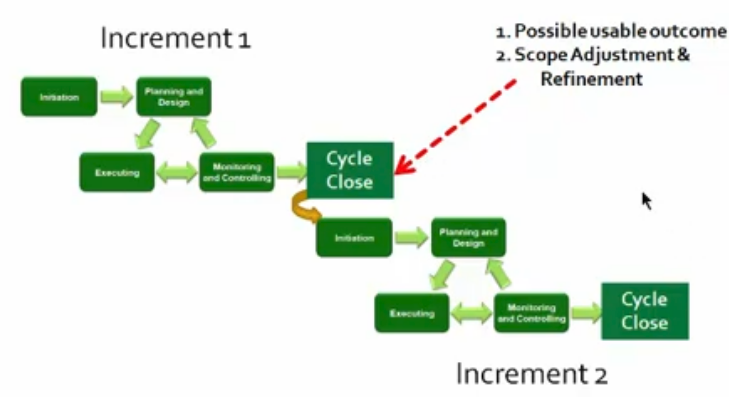 Increment 1
1. Possible usable outcome
2. Scope Adjustment &
Refinement
Initiation
Planning and
Design
Executing
Monitoring
and Controlling
Cycle
Close
Initiation
Planning and
Design
Executing
Monitoring
and Controlling
Cycle
Close
Increment 2